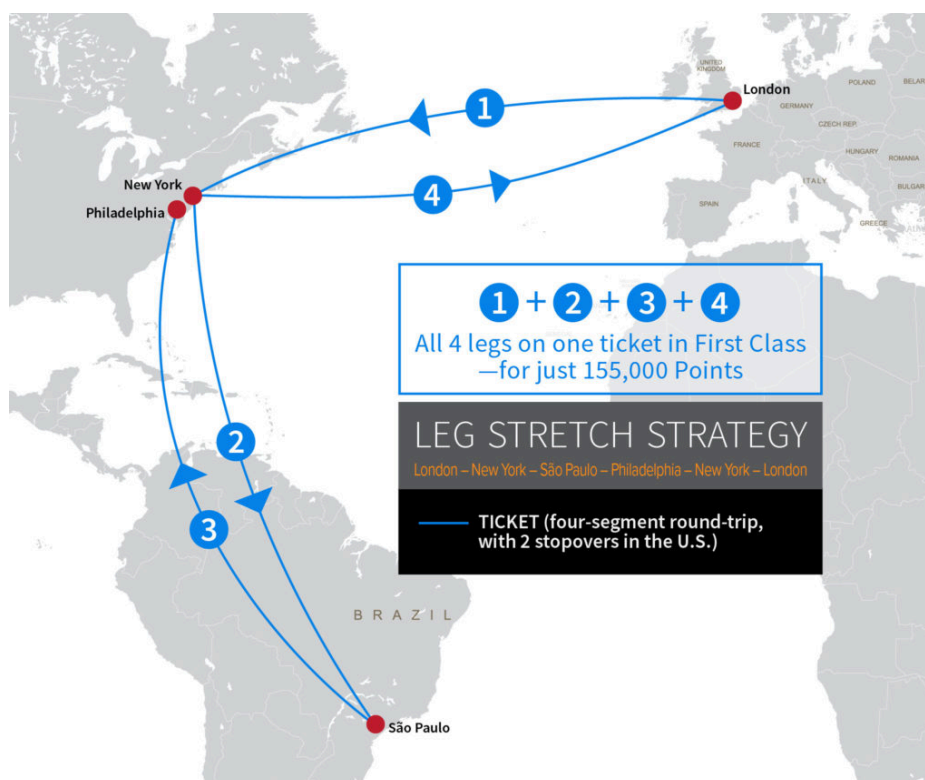 UNITED
KINGDOM
London
POLAND
BELAR
GERMANY
CZECH REP.
FRANCE
HUNGARY
ROMANIA
ITALY
BULGAR
SPAIN
GREECE
New York
Philadelphia
1
4
1 + 2 + 3 + 4
All 4 legs on one ticket in First Class
—for just 155,000 Points
LEG STRETCH STRATEGY
London – New York – São Paulo – Philadelphia – New York – London
TICKET (four-segment round-trip,
with 2 stopovers in the U.S.)
2
3
BRAZIL
São Paulo